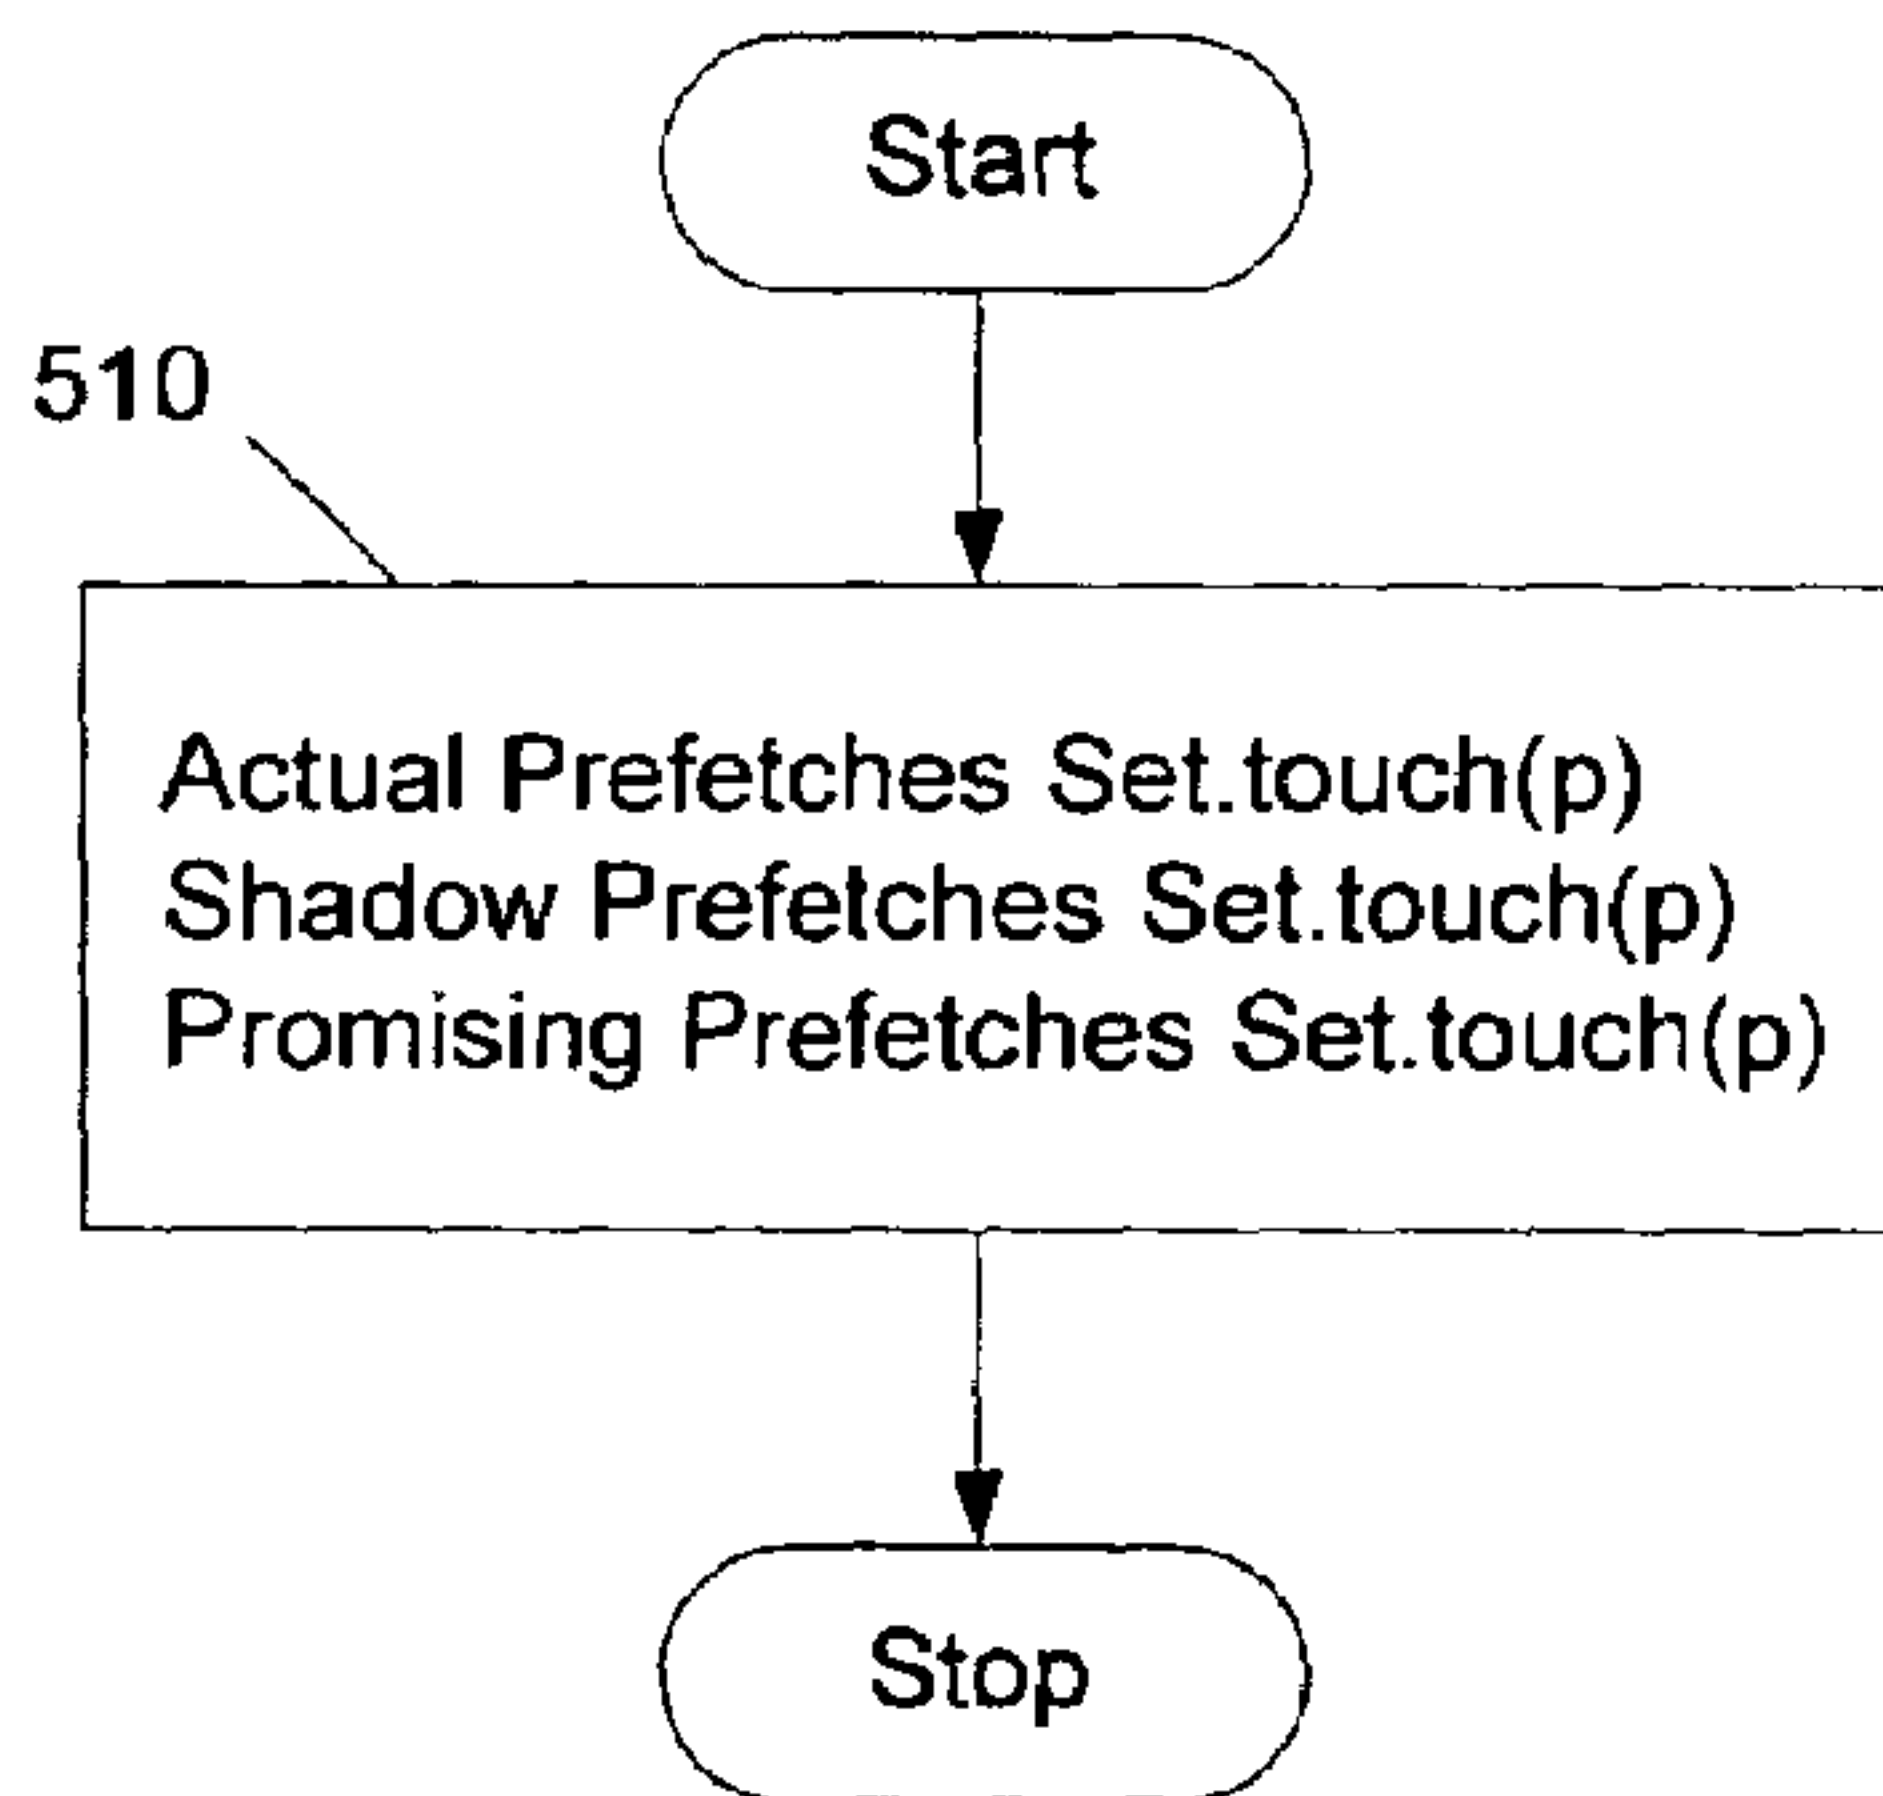 Start
510
Actual Prefetches Set.touch(p)
Shadow Prefetches Set.touch(p)
Promising Prefetches Set.touch(p)
Stop